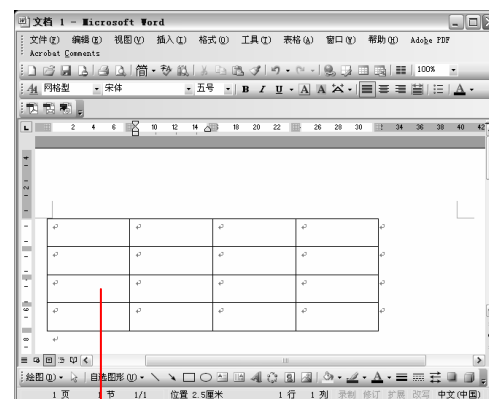 文档 1 - Microsoft Word
文件(F) 编辑(E) 视图(V) 插入(I) 格式(O) 工具(T) 表格(A) 窗口(W) 帮助(H) Adobe PDF
Acrobat Comments
简 100%
网格型 宋体 五号 B I U A A A
L 2 4 6 10 12 14 18 20 22 26 28 30 34 36 38 40 42
绘图(D) 自选图形(U) A
1 页 1 节 1/1 位置 2.5厘米 1 行 1 列 录制 修订 扩展 改写 中文(中国)